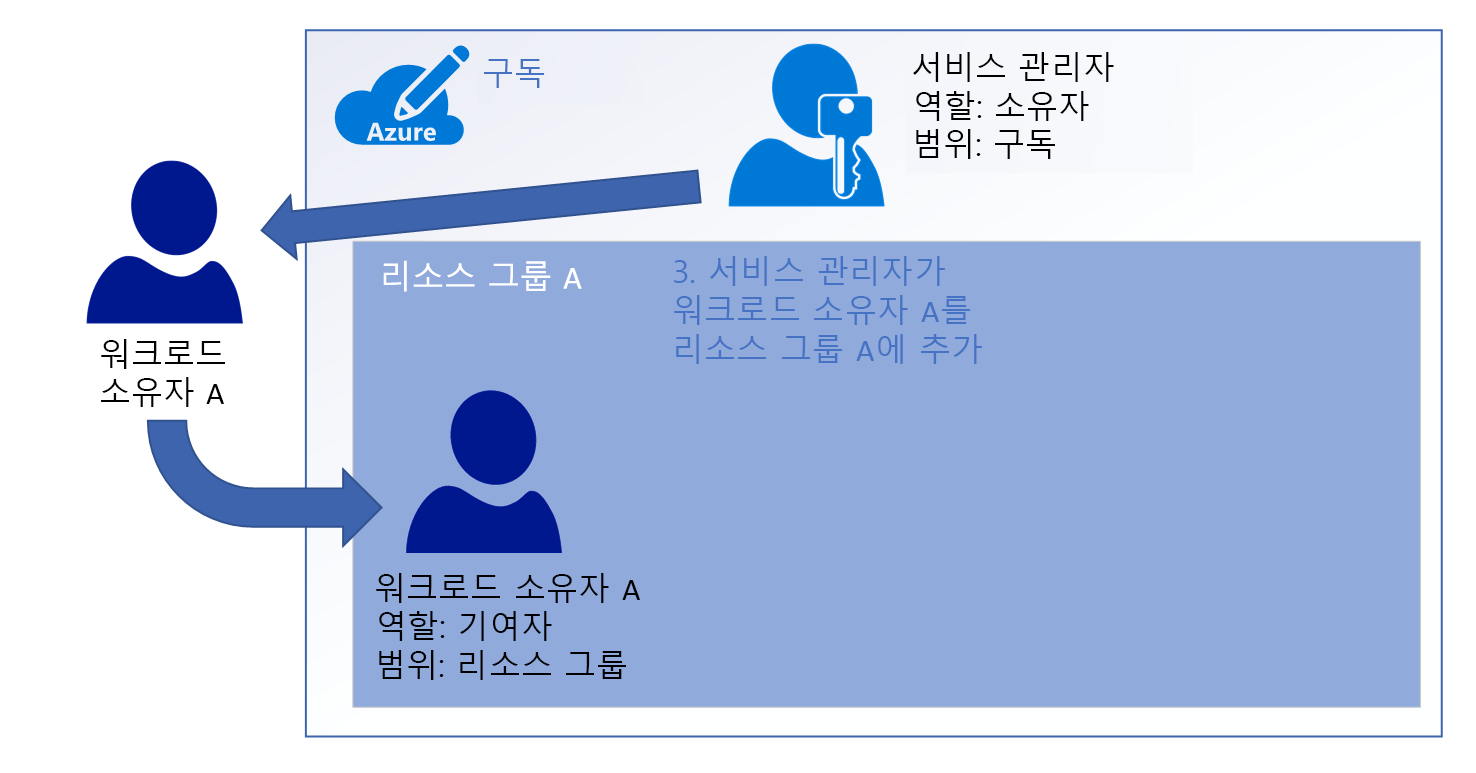 Azure
구독
서비스 관리자
역할: 소유자
범위: 구독
워크로드
소유자 A
리소스 그룹 A
3. 서비스 관리자가
워크로드 소유자 A를
리소스 그룹 A에 추가
워크로드 소유자 A
역할: 기여자
범위: 리소스 그룹